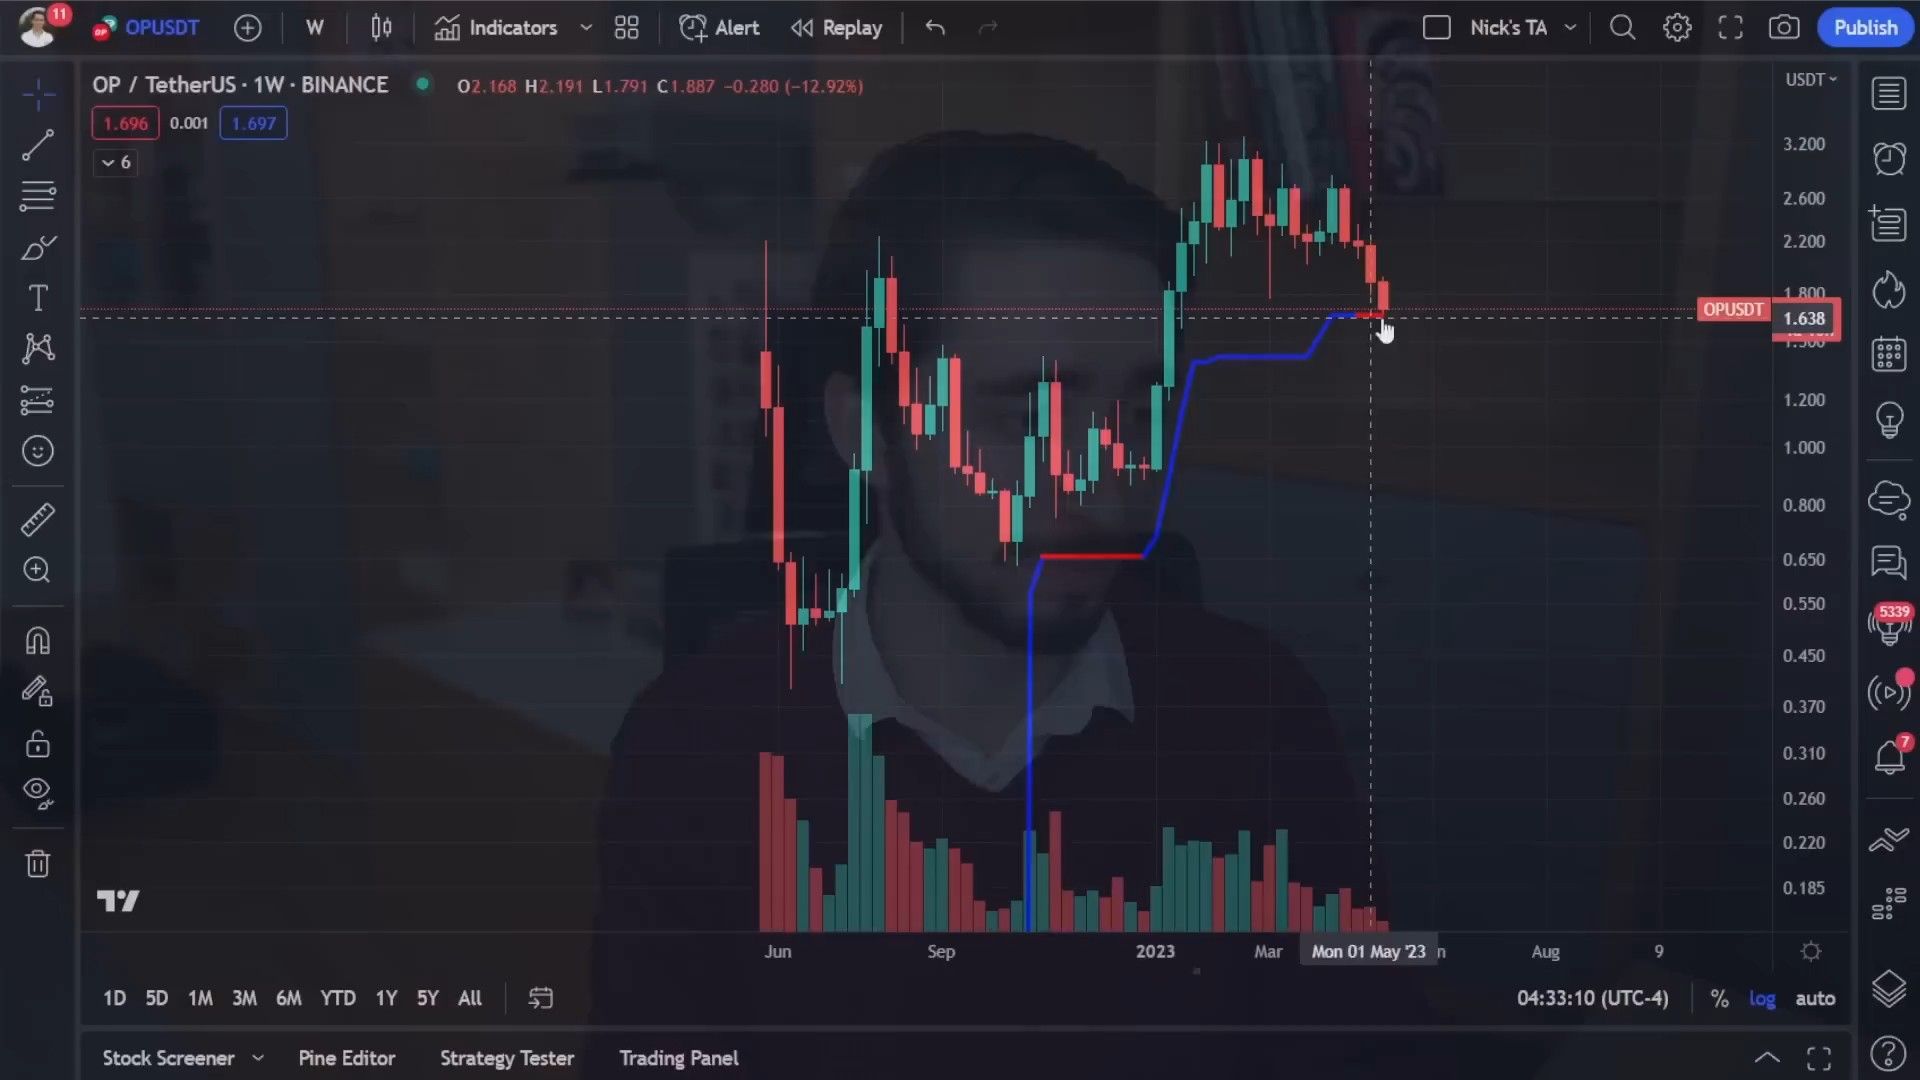 11 OPUSDT W Indicators Alert Replay Nick's TA Publish
OP / TetherUS · 1W · BINANCE O2.168 H2.191 L1.791 C1.887 −0.280 (−12.92%)
USDT
1.696 0.001 1.697
6
3.200
2.600
2.200
1.800
OPUSDT 1.638
1.500
1.200
1.000
0.800
0.650
0.550
5339
0.450
0.370
7
0.310
0.260
0.220
0.185
Jun Sep 2023 Mar Mon 01 May '23 n Aug 9
1D 5D 1M 3M 6M YTD 1Y 5Y All 04:33:10 (UTC-4) % log auto
Stock Screener Pine Editor Strategy Tester Trading Panel